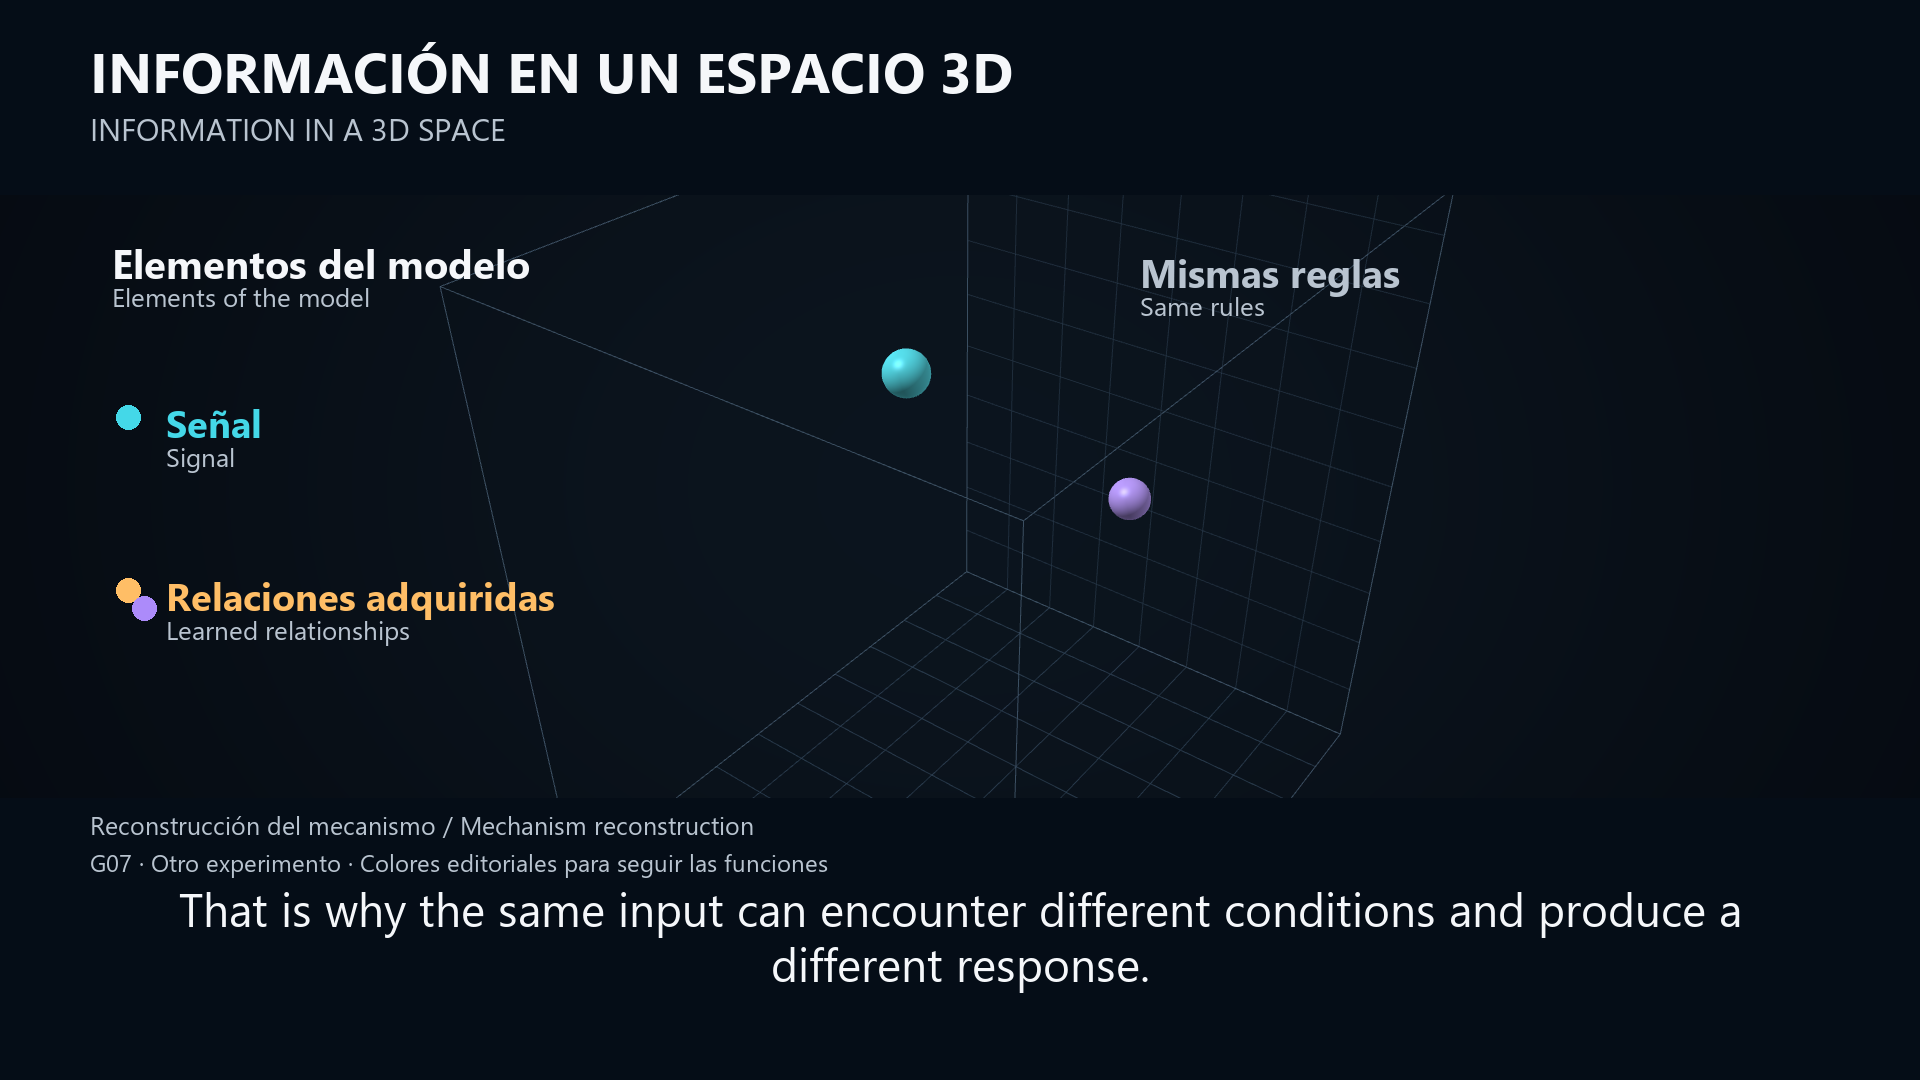 INFORMACIÓN EN UN ESPACIO 3D
INFORMATION IN A 3D SPACE
Elementos del modelo
Elements of the model
Mismas reglas
Same rules
Señal
Signal
Relaciones adquiridas
Learned relationships
Reconstrucción del mecanismo / Mechanism reconstruction
G07 · Otro experimento · Colores editoriales para seguir las funciones
That is why the same input can encounter different conditions and produce a
different response.